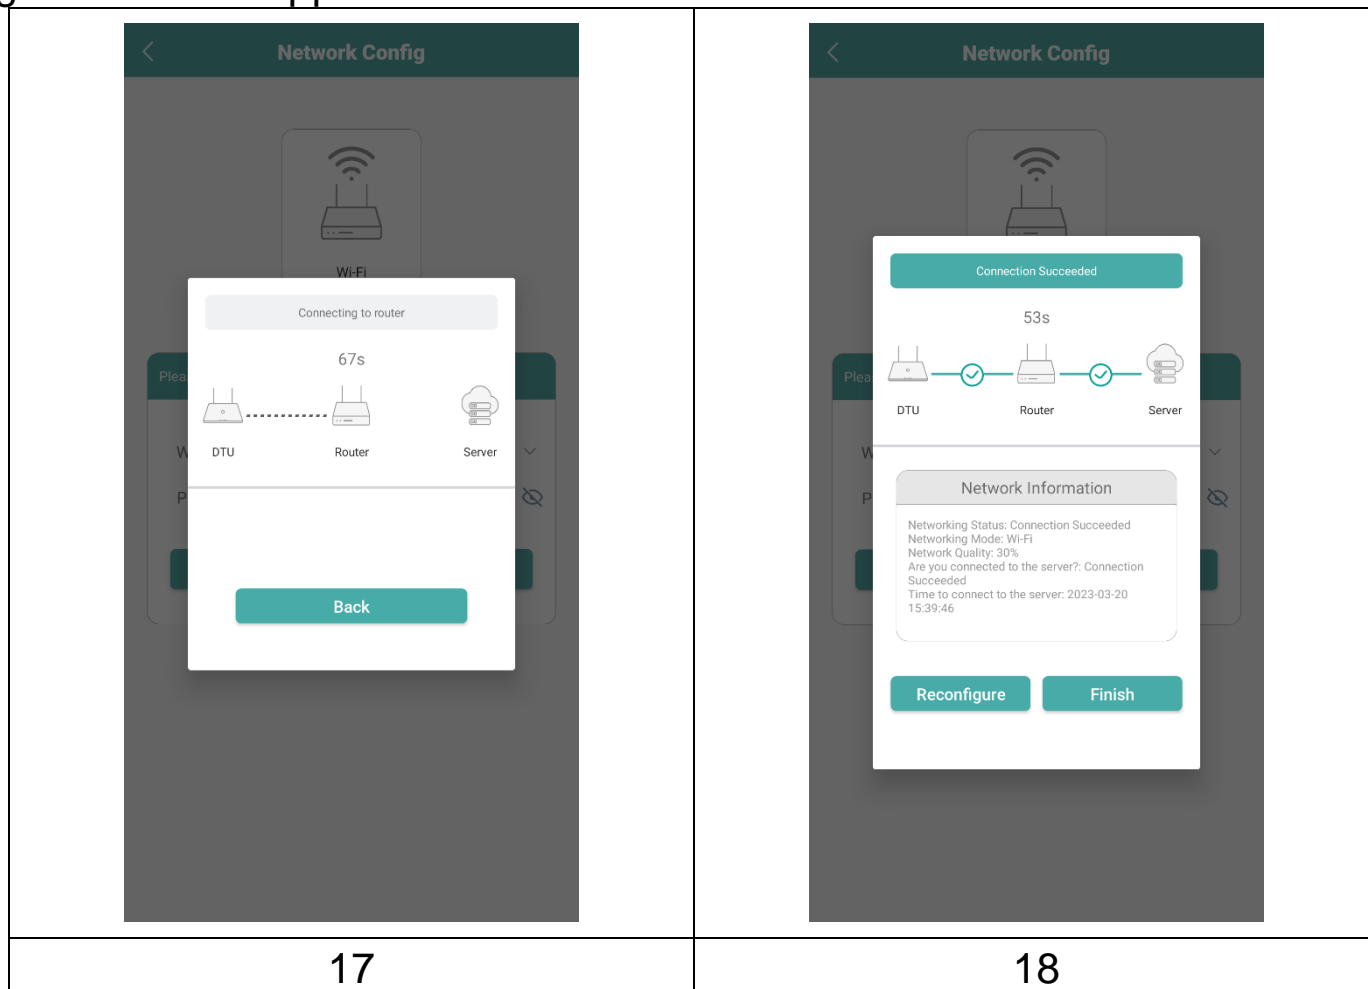 Network Config
Wi-Fi
Connecting to router
67s
Plea
DTU
Router
Server
W
P
Back
17
Network Config
Connection Succeeded
53s
Plea
DTU
Router
Server
W
Network Information
P
Networking Status: Connection Succeeded
Networking Mode: Wi-Fi
Network Quality: 30%
Are you connected to the server?: Connection
Succeeded
Time to connect to the server: 2023-03-20
15:39:46
Reconfigure
Finish
18